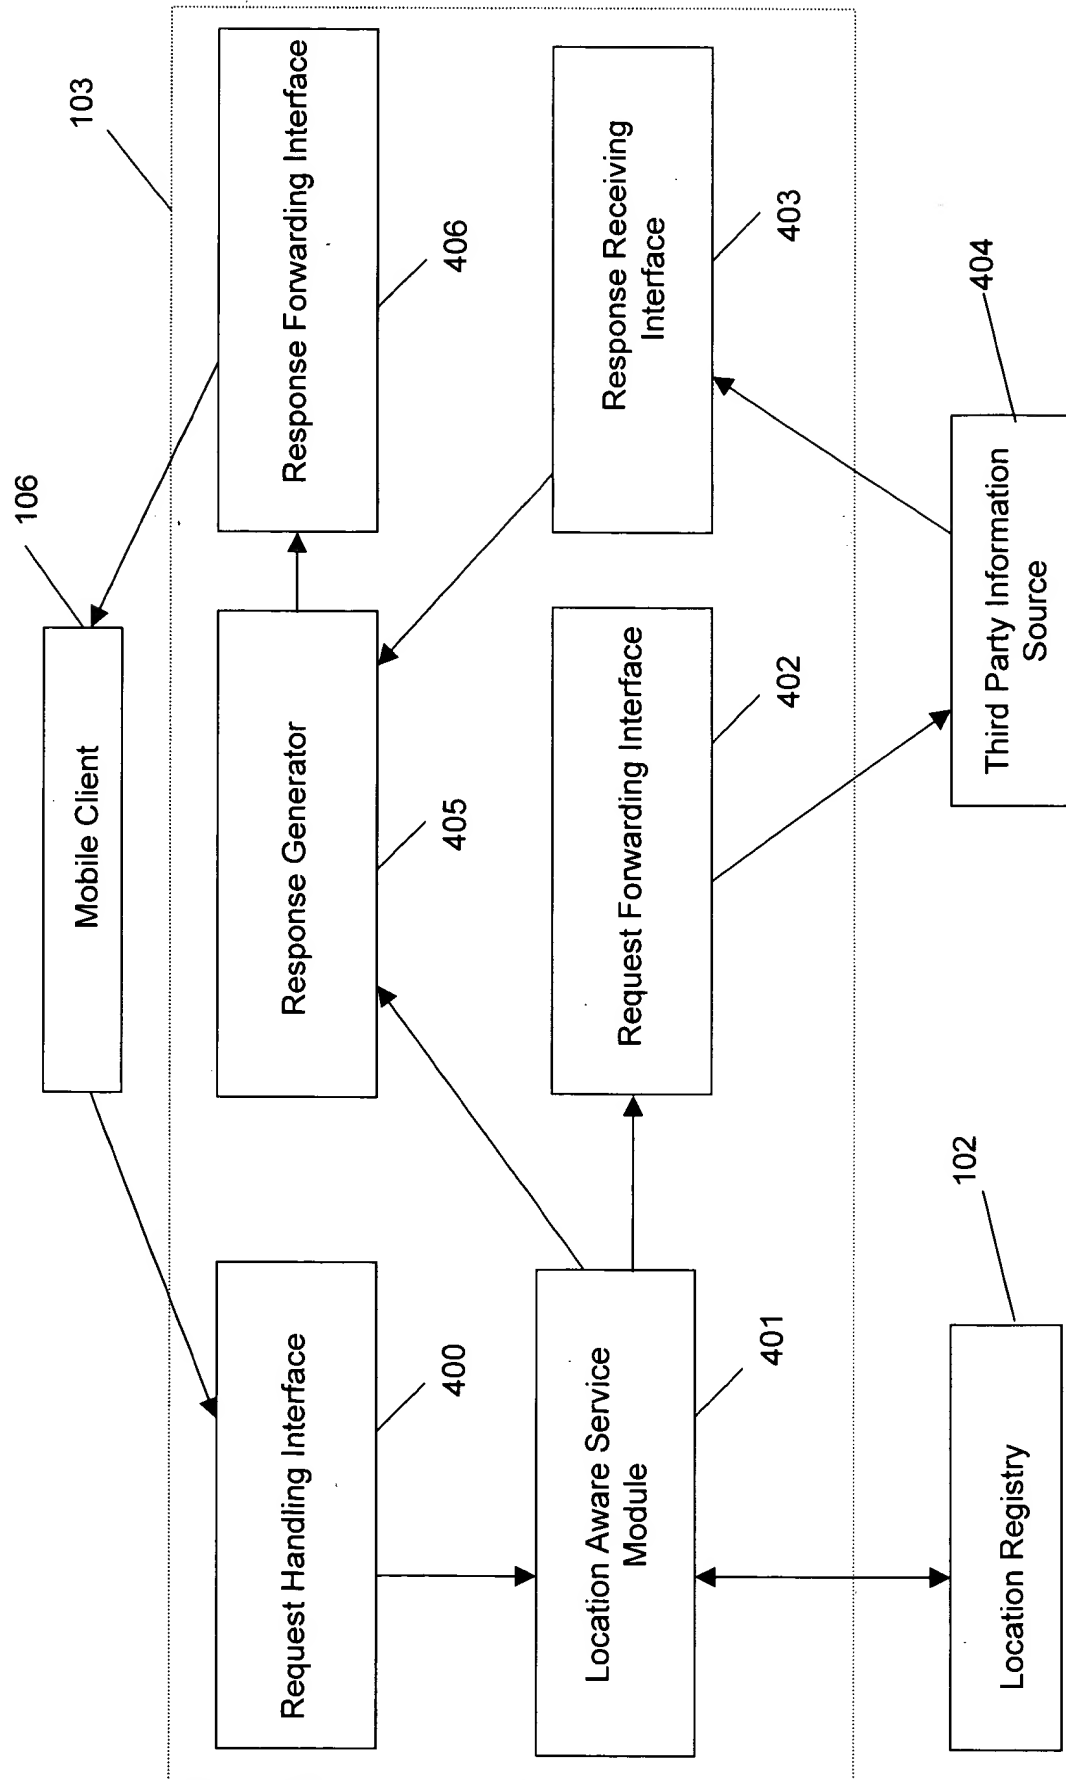 106
Mobile Client
103
Request Handling Interface
400
Response Generator
405
Response Forwarding Interface
406
Location Aware Service
Module
401
Request Forwarding Interface
402
Response Receiving
Interface
403
Location Registry
102
Third Party Information
Source
404